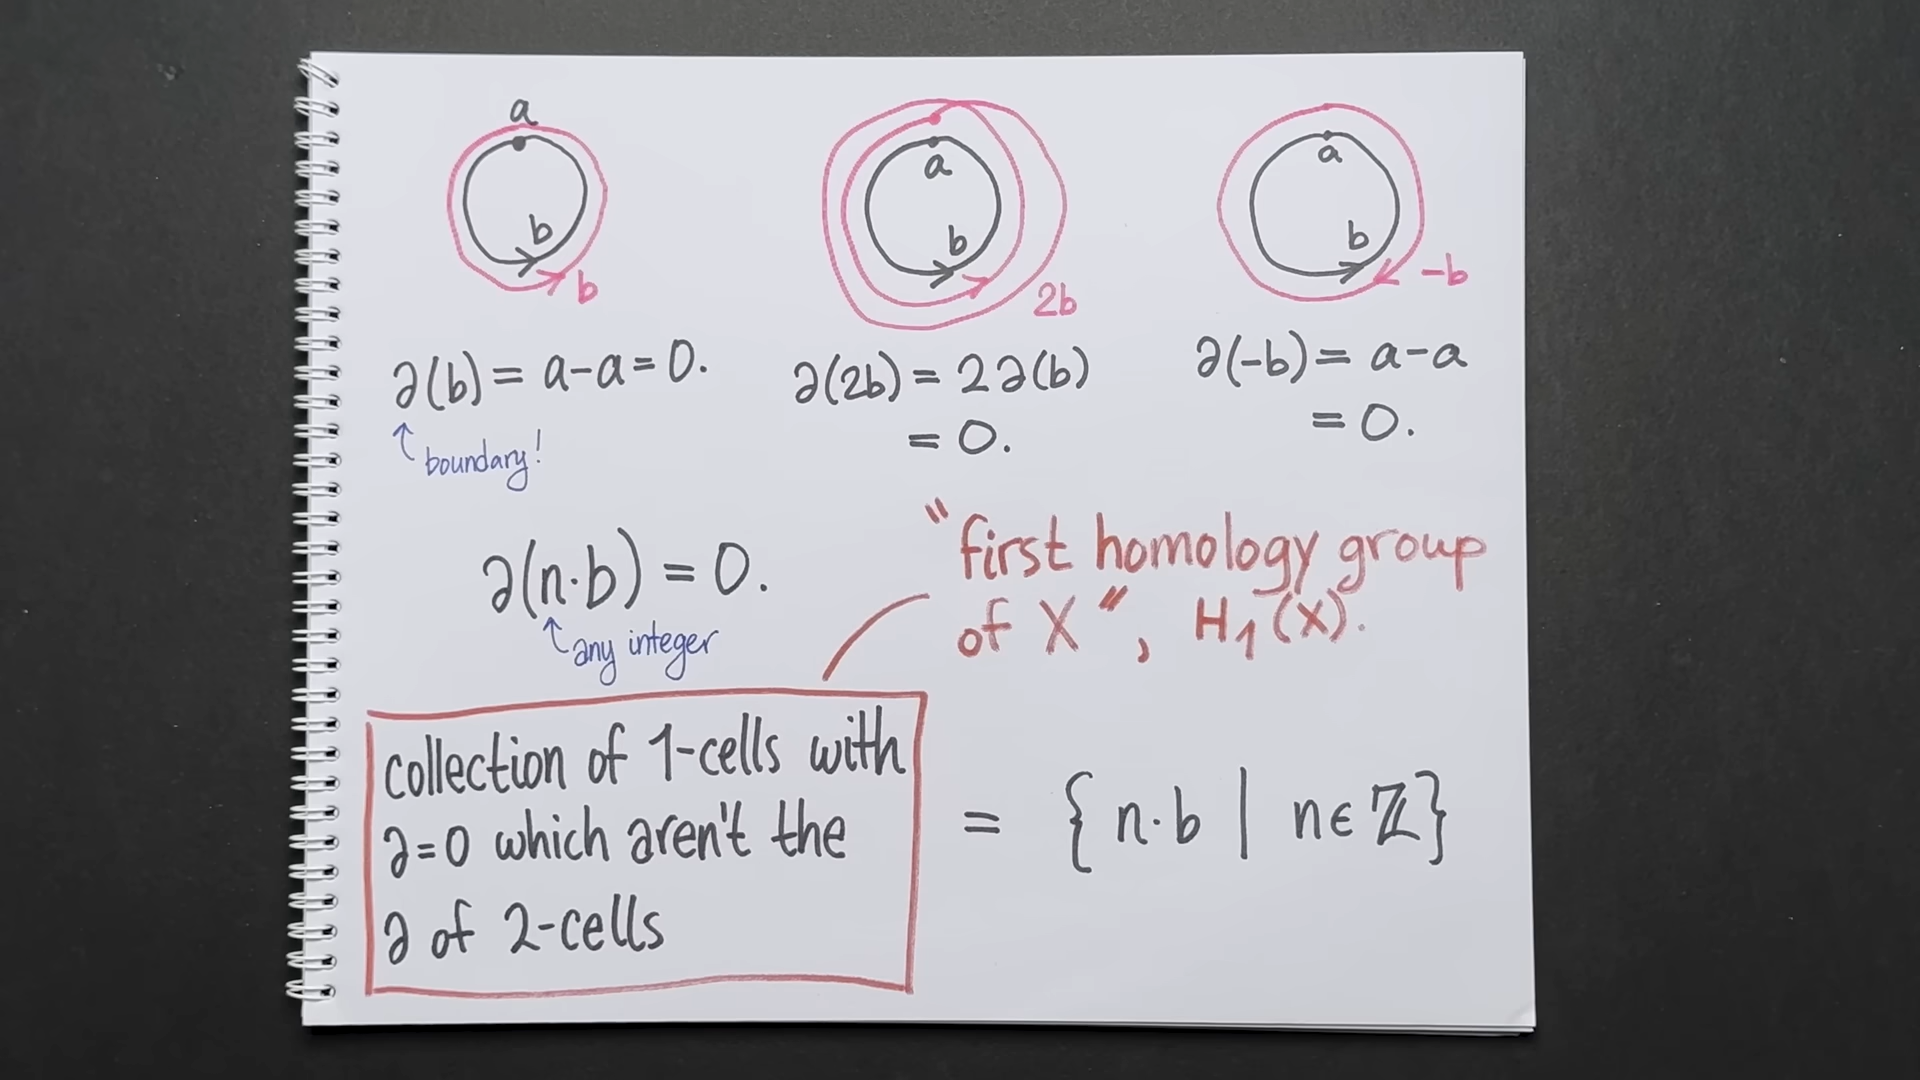 a
b
b
∂(b) = a-a = 0.
boundary!
a
b
2b
∂(2b) = 2∂(b)
= 0.
a
b
-b
∂(-b) = a-a
= 0.
∂(n·b) = 0.
any integer
"first homology group
of X", H₁(X).
collection of 1-cells with
∂=0 which aren't the
∂ of 2-cells
= { n·b | n∈ℤ}